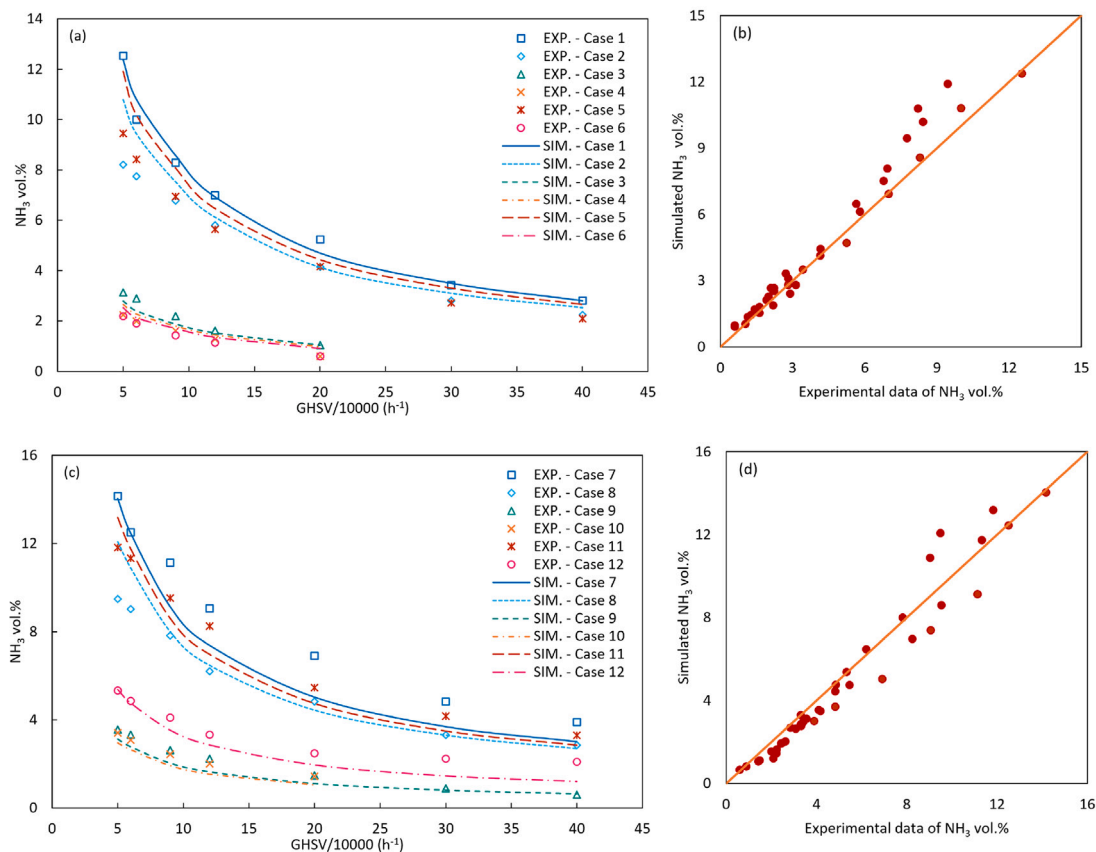 (a)
NH₃ vol.%
14
12
10
8
6
4
2
0
0 5 10 15 20 25 30 35 40 45
GHSV/10000 (h⁻¹)
EXP. - Case 1
EXP. - Case 2
EXP. - Case 3
EXP. - Case 4
EXP. - Case 5
EXP. - Case 6
SIM. - Case 1
SIM. - Case 2
SIM. - Case 3
SIM. - Case 4
SIM. - Case 5
SIM. - Case 6
(b)
Simulated NH₃ vol.%
15
12
9
6
3
0
0 3 6 9 12 15
Experimental data of NH₃ vol.%
(c)
NH₃ vol.%
16
12
8
4
0
0 5 10 15 20 25 30 35 40 45
GHSV/10000 (h⁻¹)
EXP. - Case 7
EXP. - Case 8
EXP. - Case 9
EXP. - Case 10
EXP. - Case 11
EXP. - Case 12
SIM. - Case 7
SIM. - Case 8
SIM. - Case 9
SIM. - Case 10
SIM. - Case 11
SIM. - Case 12
(d)
Simulated NH₃ vol.%
16
12
8
4
0
0 4 8 12 16
Experimental data of NH₃ vol.%